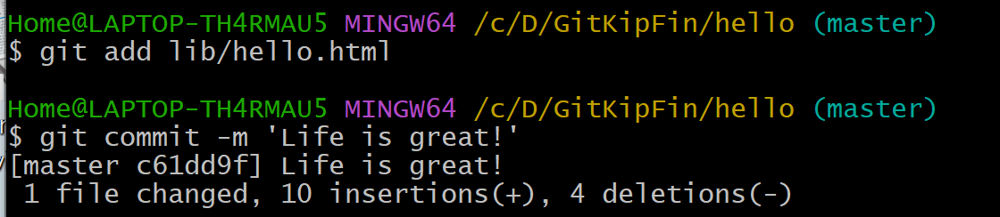 Home@LAPTOP-TH4RMAU5 MINGW64 /c/D/GitKipFin/hello (master)
$ git add lib/hello.html
Home@LAPTOP-TH4RMAU5 MINGW64 /c/D/GitKipFin/hello (master)
$ git commit -m 'Life is great!'
[master c61dd9f] Life is great!
 1 file changed, 10 insertions(+), 4 deletions(-)